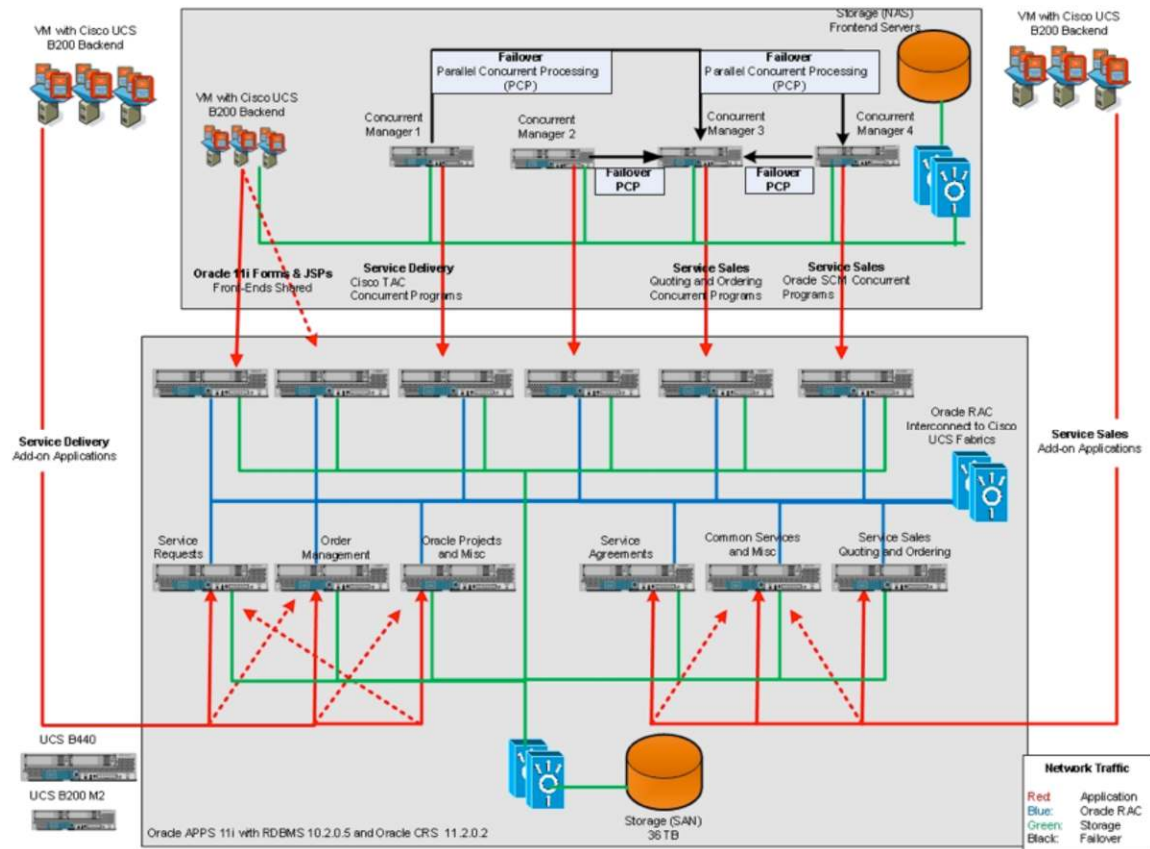 VM with Cisco UCS
B200 Backend
Storage (NAS)
Frontend Servers
VM with Cisco UCS
B200 Backend
Failover
Parallel Concurrent Processing
(PCP)
Failover
Parallel Concurrent Processing
(PCP)
VM with Cisco UCS
B200 Backend
Concurrent
Manager 1
Concurrent
Manager 2
Concurrent
Manager 3
Concurrent
Manager 4
Failover
PCP
Failover
PCP
Oracle 11i Forms & JSPs
Front-Ends Shared
Service Delivery
Cisco TAC
Concurrent Programs
Service Sales
Quoting and Ordering
Concurrent Programs
Service Sales
Oracle SCM Concurrent
Programs
Oracle RAC
Interconnect to Cisco
UCS Fabrics
Service Delivery
Add-on Applications
Service Sales
Add-on Applications
Service
Requests
Order
Management
Oracle Projects
and Misc
Service
Agreements
Common Services
and Misc
Service Sales
Quoting and Ordering
UCS B440
UCS B200 M2
Storage (SAN)
36 TB
Oracle APPS 11i with RDBMS 10.2.0.5 and Oracle CRS 11.2.0.2
Network Traffic
Red: Application
Blue: Oracle RAC
Green: Storage
Black: Failover